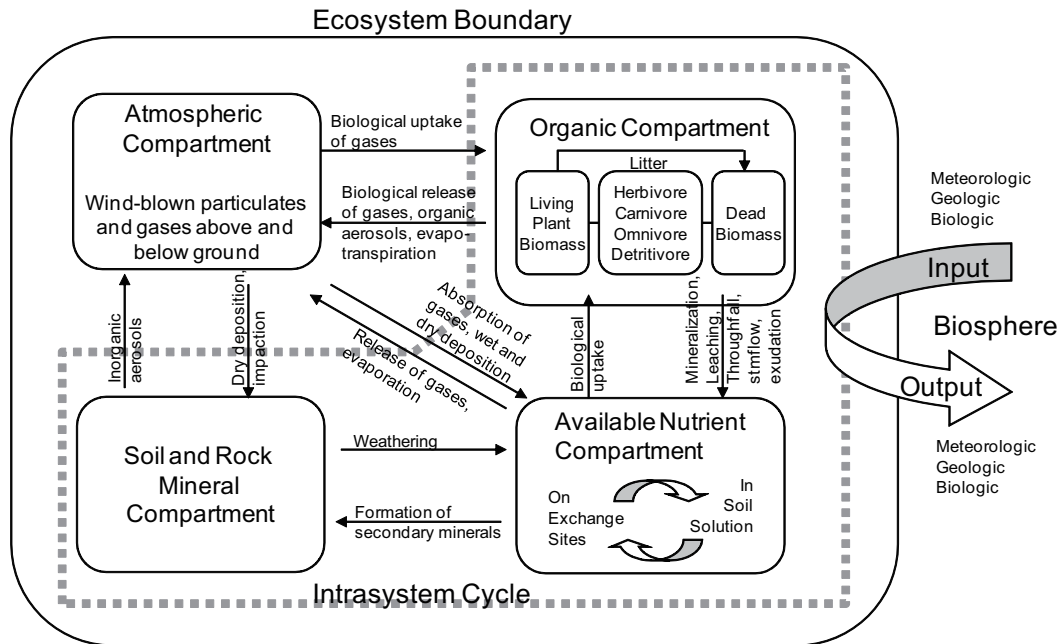 Ecosystem Boundary
Atmospheric
Compartment
Wind-blown particulates
and gases above and
below ground
Biological uptake
of gases
Biological release
of gases, organic
aerosols, evapo-
transpiration
Organic Compartment
Litter
Living
Plant
Biomass
Herbivore
Carnivore
Omnivore
Detritivore
Dead
Biomass
Meteorologic
Geologic
Biologic
Input
Biosphere
Output
Meteorologic
Geologic
Biologic
Inorganic
aerosols
Dry deposition,
impaction
Absorption of
gases, wet and
dry deposition
Release of gases,
evaporation
Biological
uptake
Mineralization,
Leaching,
Throughfall,
stmflow,
exudation
Soil and Rock
Mineral
Compartment
Weathering
Formation of
secondary minerals
Available Nutrient
Compartment
On
Exchange
Sites
In
Soil
Solution
Intrasystem Cycle